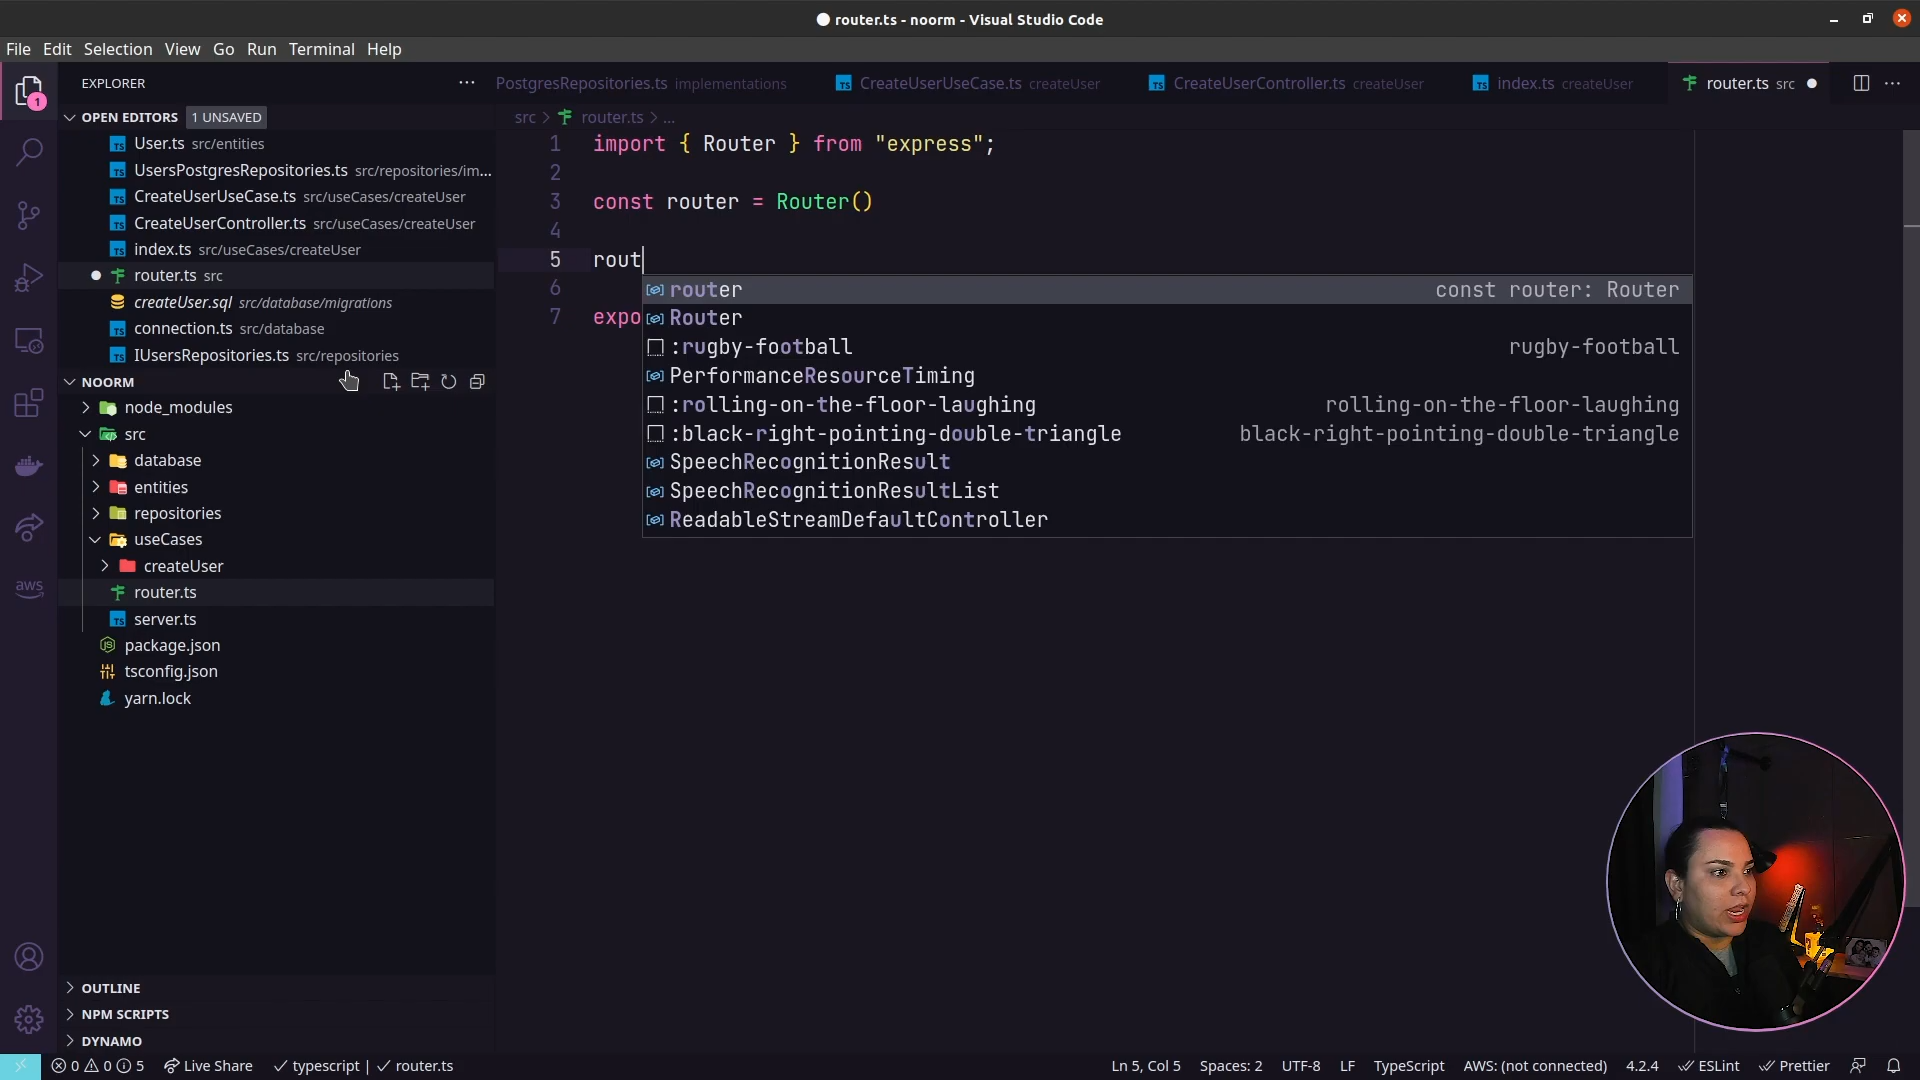 router.ts - noorm - Visual Studio Code
File Edit Selection View Go Run Terminal Help
EXPLORER
PostgresRepositories.ts implementations
CreateUserUseCase.ts createUser
CreateUserController.ts createUser
index.ts createUser
router.ts src
1
OPEN EDITORS 1 UNSAVED
User.ts src/entities
UsersPostgresRepositories.ts src/repositories/im...
CreateUserUseCase.ts src/useCases/createUser
CreateUserController.ts src/useCases/createUser
index.ts src/useCases/createUser
router.ts src
createUser.sql src/database/migrations
connection.ts src/database
IUsersRepositories.ts src/repositories
NOORM
node_modules
src
database
entities
repositories
useCases
createUser
router.ts
server.ts
package.json
tsconfig.json
yarn.lock
aws
OUTLINE
NPM SCRIPTS
DYNAMO
src > router.ts > ...
1 import { Router } from "express";
2
3 const router = Router()
4
5 rout
6
7 expo
router const router: Router
Router
:rugby-football rugby-football
PerformanceResourceTiming
:rolling-on-the-floor-laughing rolling-on-the-floor-laughing
:black-right-pointing-double-triangle black-right-pointing-double-triangle
SpeechRecognitionResult
SpeechRecognitionResultList
ReadableStreamDefaultController
0 0 5 Live Share typescript | router.ts
Ln 5, Col 5 Spaces: 2 UTF-8 LF TypeScript AWS: (not connected) 4.2.4 ESLint Prettier